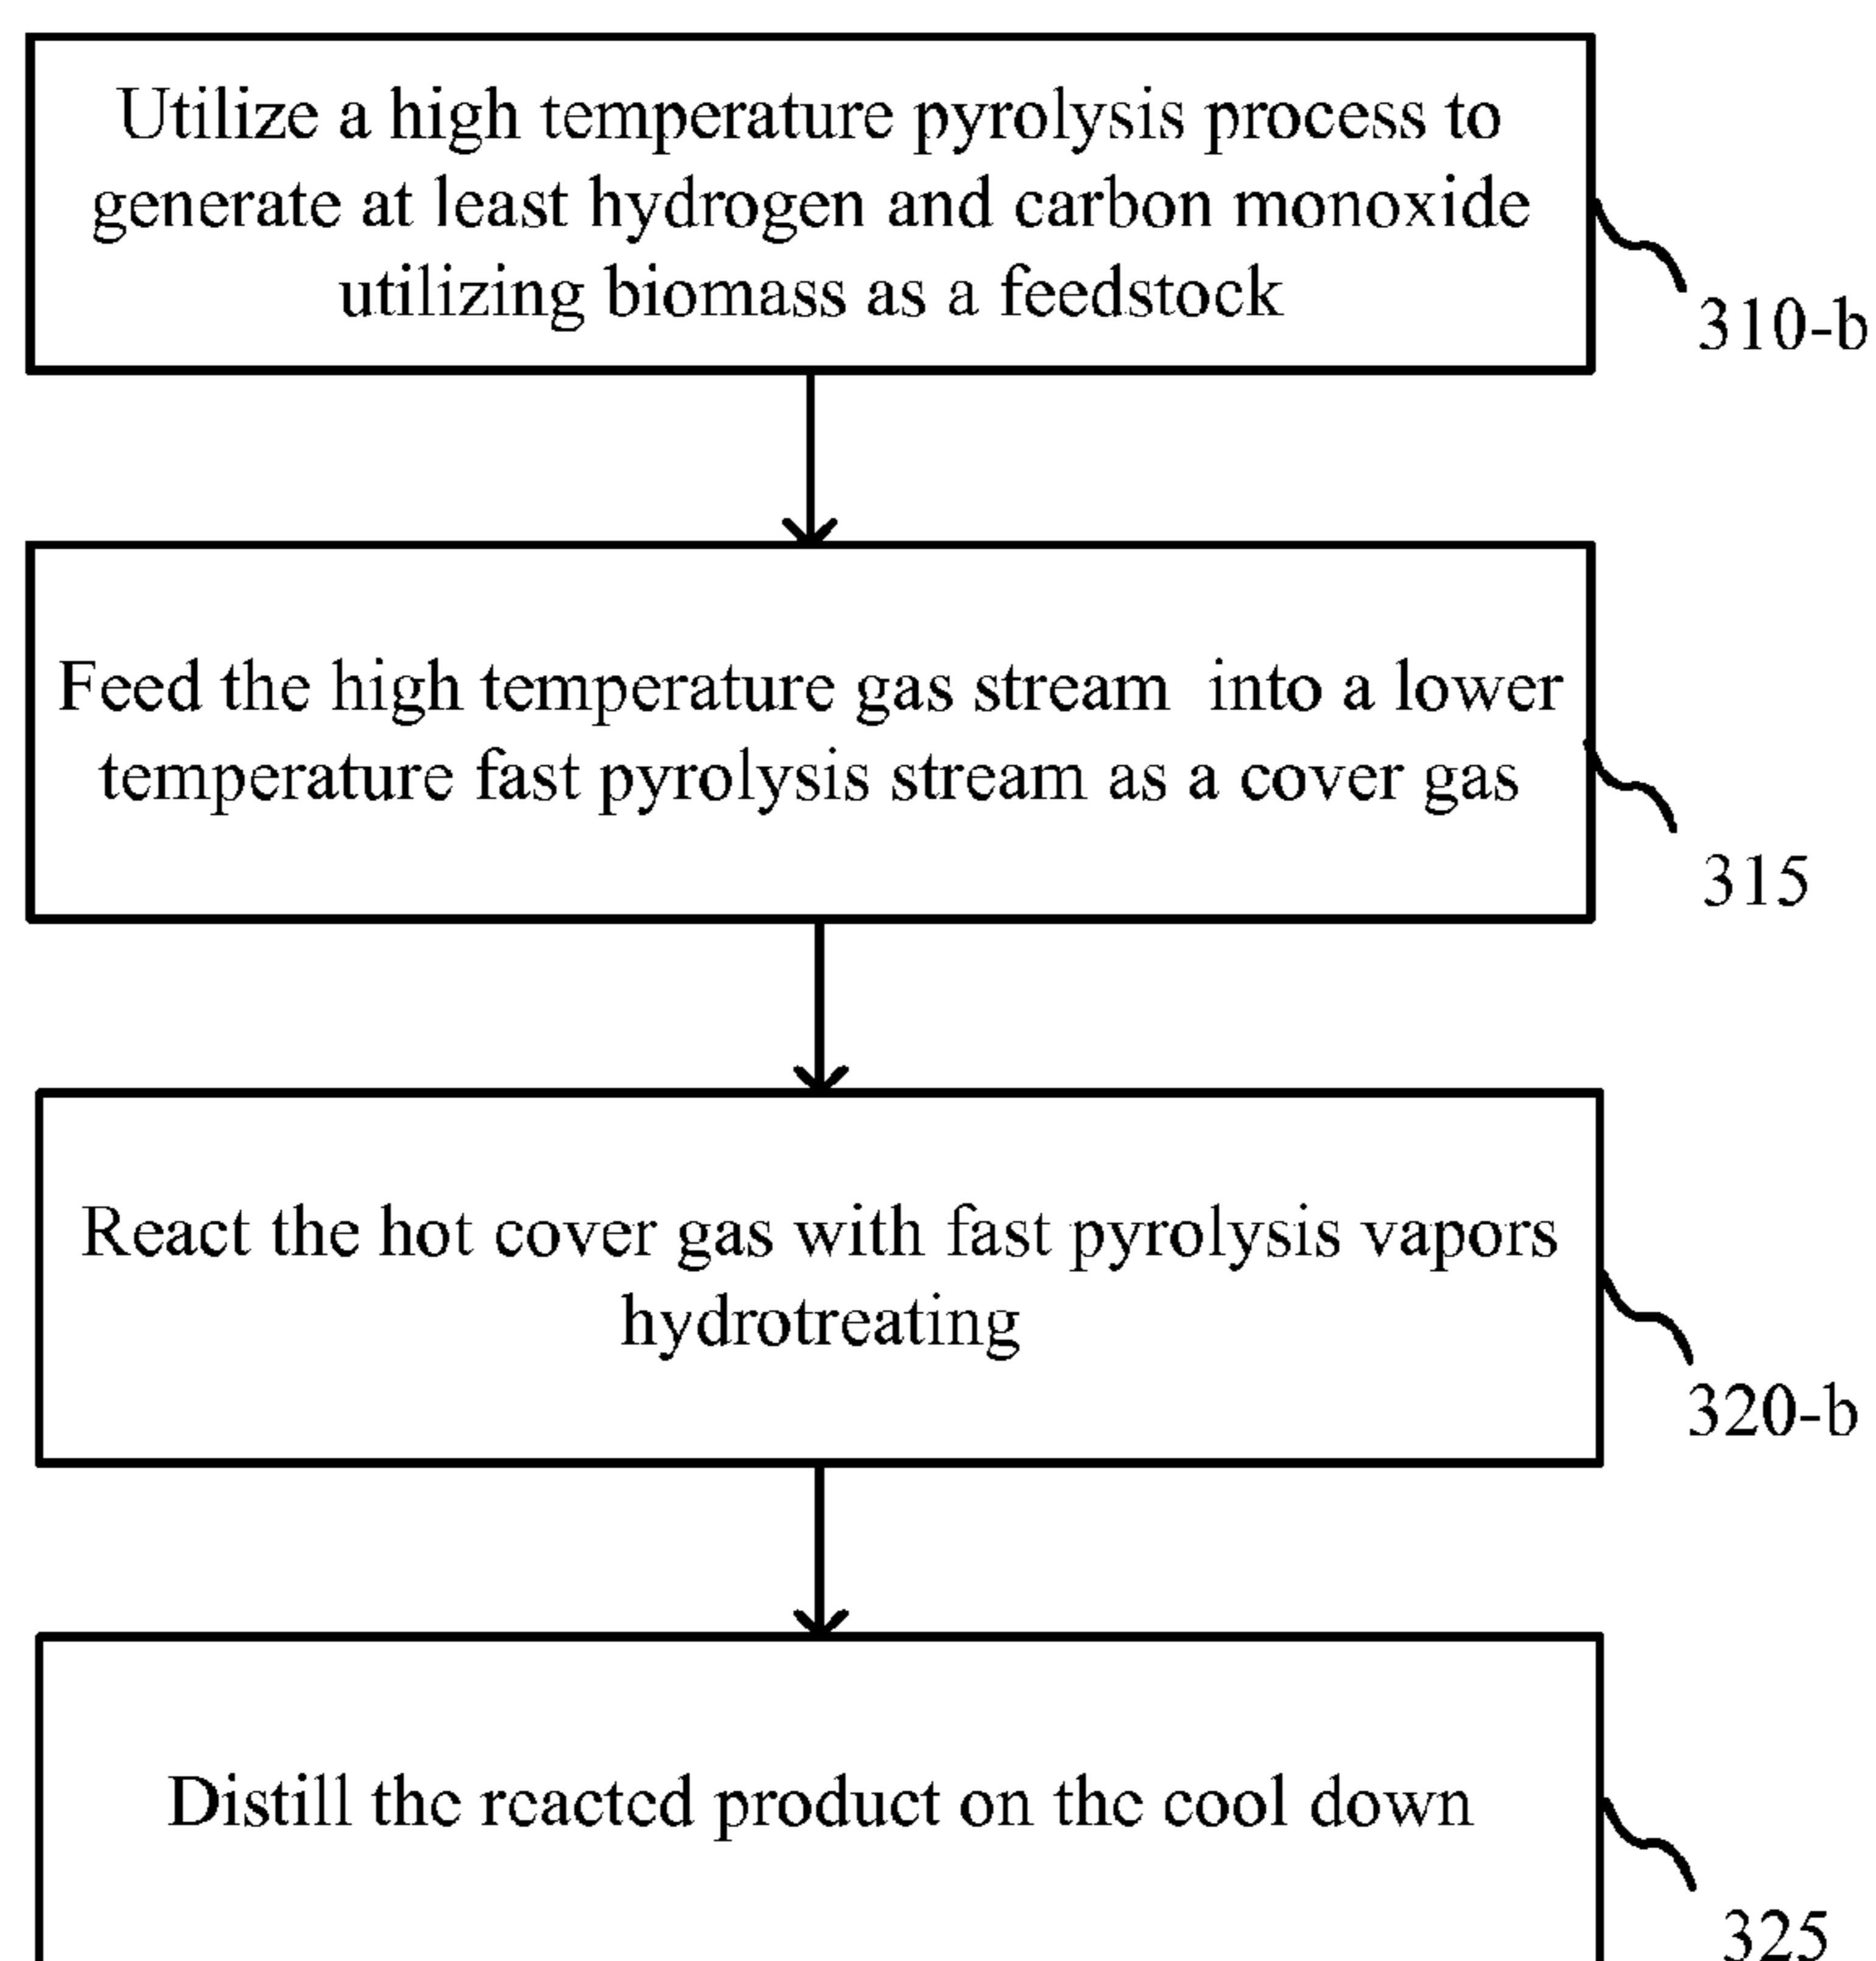 Utilize a high temperature pyrolysis process to
generate at least hydrogen and carbon monoxide
utilizing biomass as a feedstock
310-b
Feed the high temperature gas stream into a lower
temperature fast pyrolysis stream as a cover gas
315
React the hot cover gas with fast pyrolysis vapors
hydrotreating
320-b
Distill the reacted product on the cool down
325